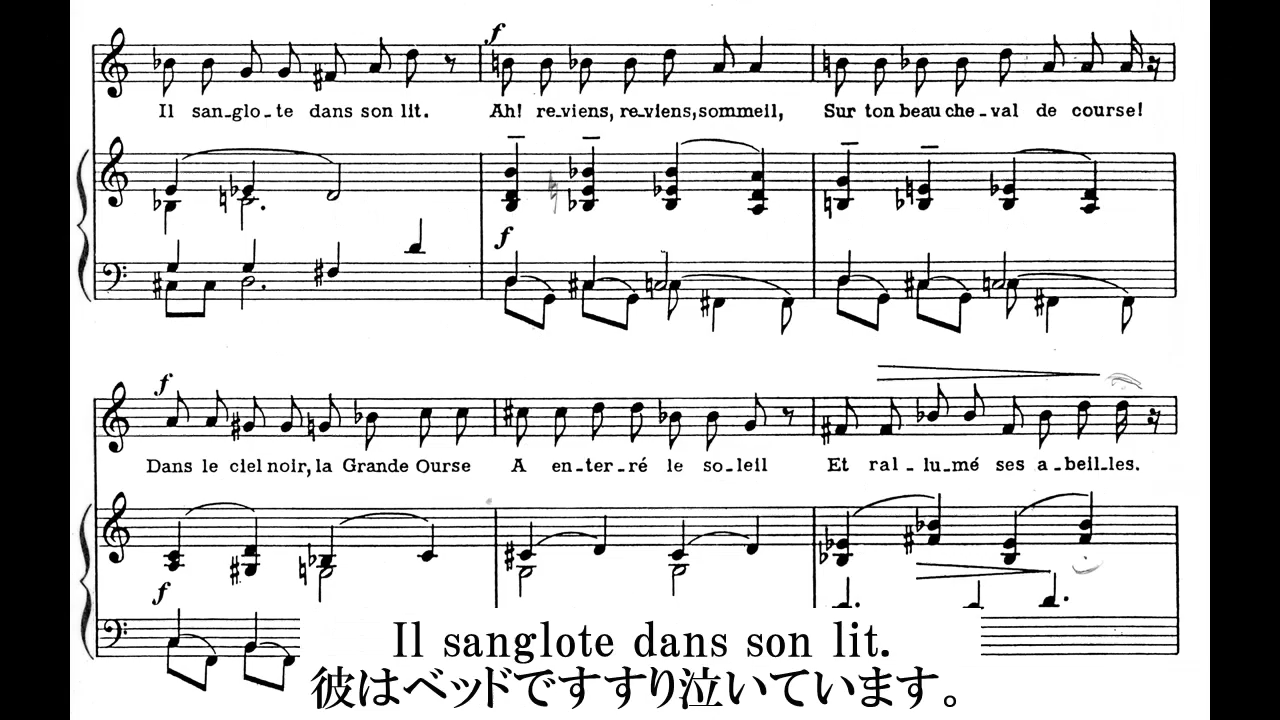 f
Il san-glo-te dans son lit. Ah! re-viens, re-viens, sommeil, Sur ton beau che-val de course!
f
f
Dans le ciel noir, la Grande Ourse A en-ter-ré le so-leil Et ral-lu-mé ses a-beil-les.
f
Il sanglote dans son lit.
彼はベッドですすり泣いています。